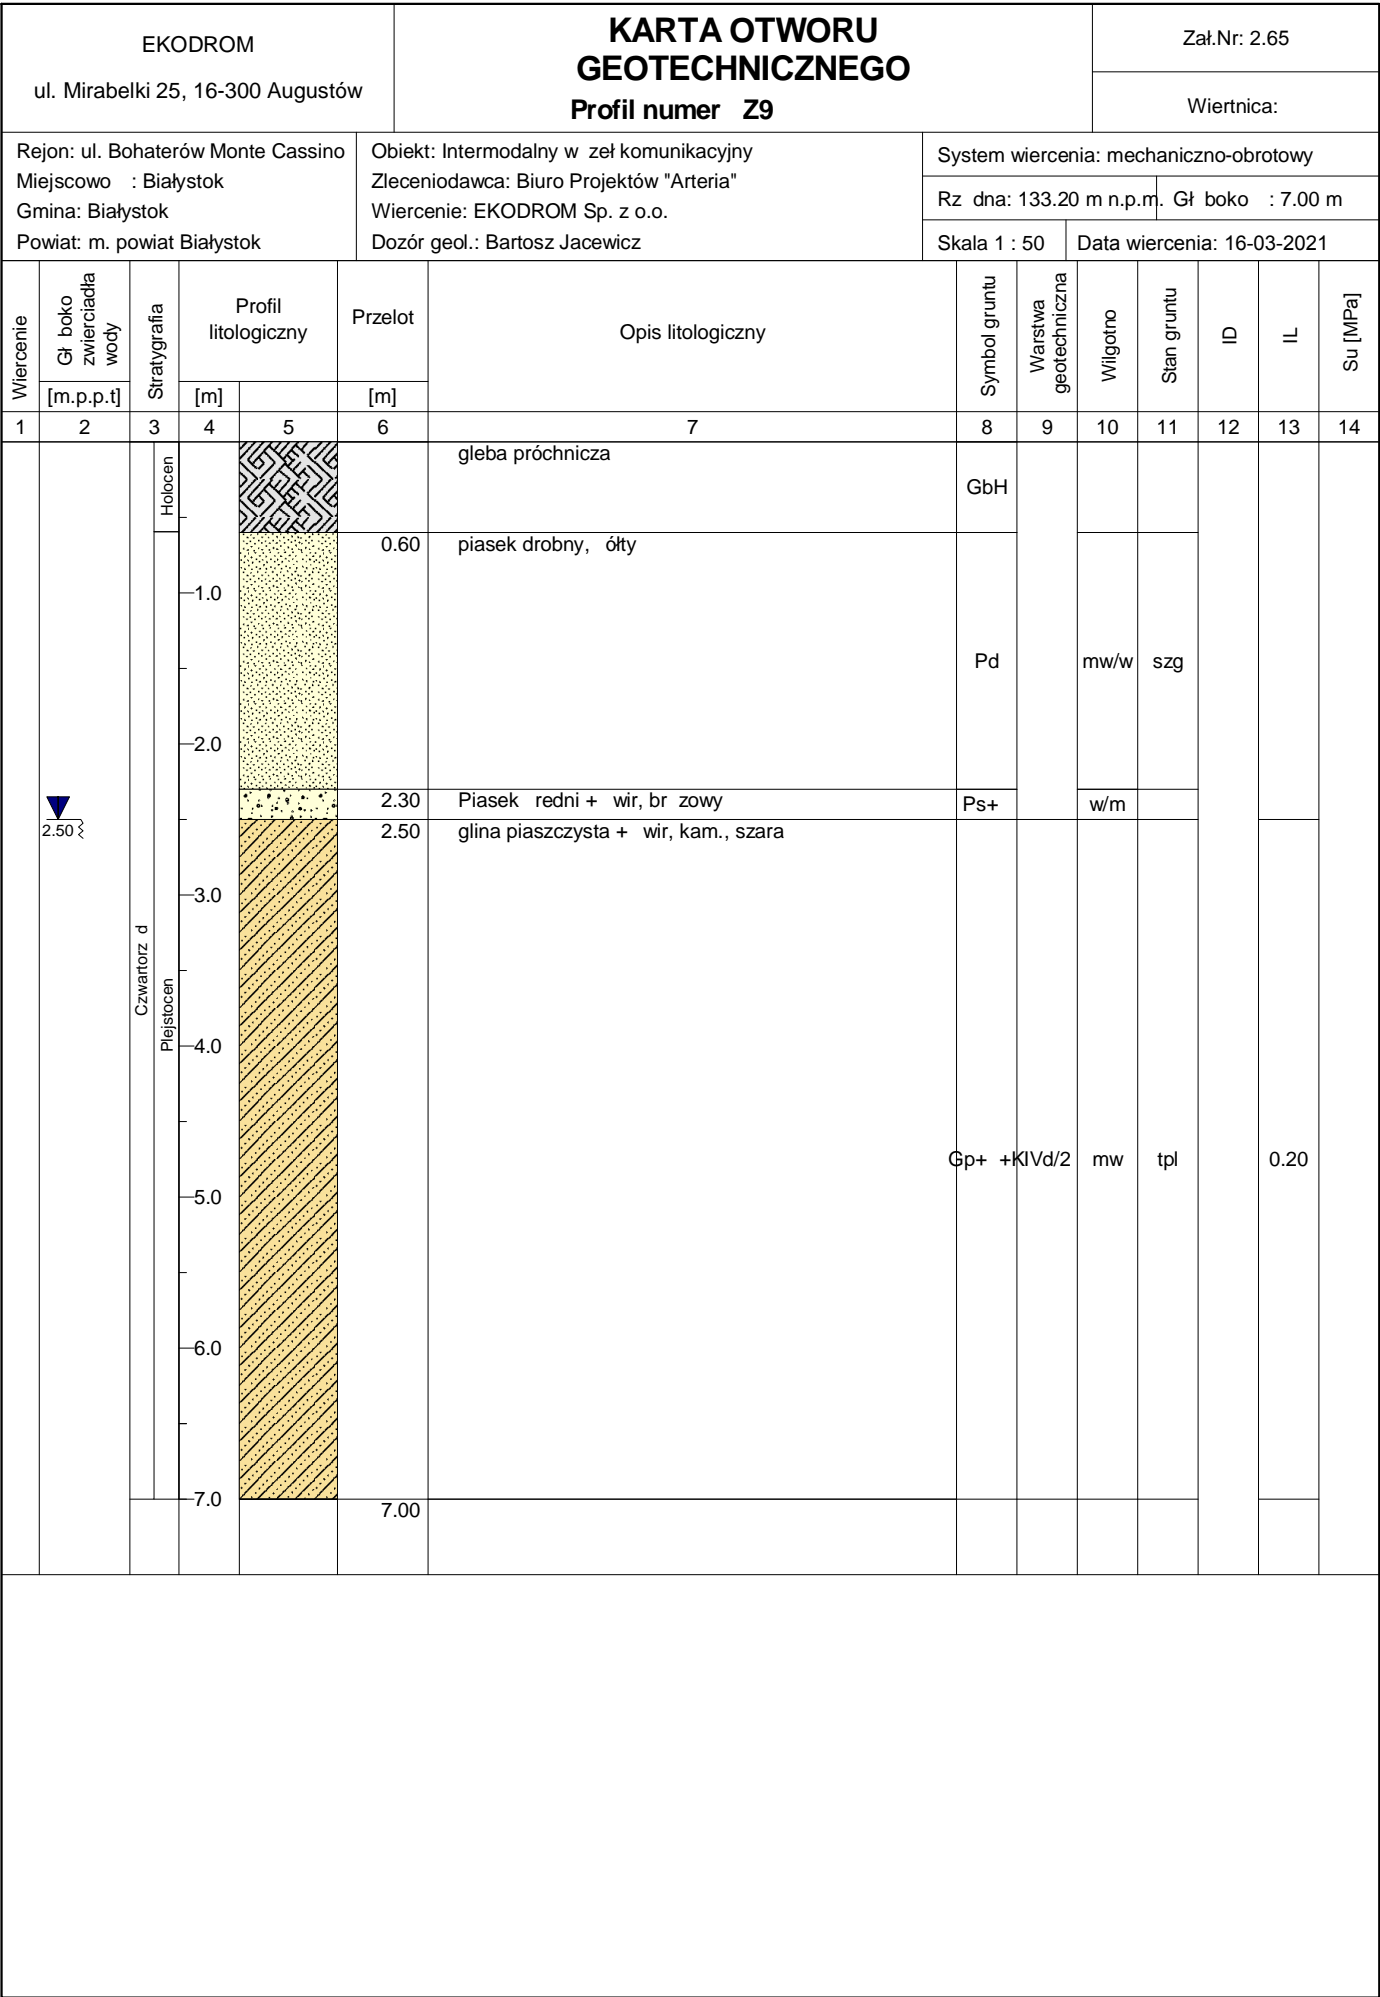 EKODROM
ul. Mirabelki 25, 16-300 Augustów
KARTA OTWORU
GEOTECHNICZNEGO
Profil numer Z9
Zał.Nr: 2.65
Wiertnica:
Rejon: ul. Bohaterów Monte Cassino
Miejscowo : Białystok
Gmina: Białystok
Powiat: m. powiat Białystok
Obiekt: Intermodalny w zeł komunikacyjny
Zleceniodawca: Biuro Projektów "Arteria"
Wiercenie: EKODROM Sp. z o.o.
Dozór geol.: Bartosz Jacewicz
System wiercenia: mechaniczno-obrotowy
Rz dna: 133.20 m n.p.m. Gł boko : 7.00 m
Skala 1 : 50 Data wiercenia: 16-03-2021
Wiercenie
Gł boko
zwierciadła
wody
[m.p.p.t]
Stratygrafia
Profil
litologiczny
[m]
Przelot
[m]
Opis litologiczny
Symbol gruntu
Warstwa
geotechniczna
Wilgotno
Stan gruntu
ID
IL
Su [MPa]
1 2 3 4 5 6 7 8 9 10 11 12 13 14
Holocen
gleba próchnicza
GbH
0.60 piasek drobny, ółty
1.0
Pd mw/w szg
2.0
2.30 Piasek redni + wir, br zowy Ps+ w/m
2.50
2.50 glina piaszczysta + wir, kam., szara
3.0
Czwartorz d
Plejstocen
4.0
Gp+ +KIVd/2 mw tpl 0.20
5.0
6.0
7.0
7.00